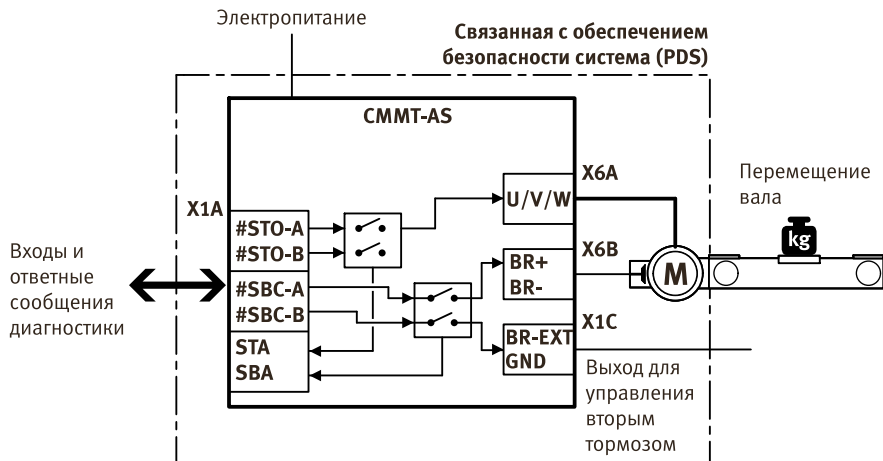 Электропитание
Связанная с обеспечением
безопасности система (PDS)
CMMT-AS
X1A
#STO-A
#STO-B
#SBC-A
#SBC-B
STA
SBA
Входы и
ответные
сообщения
диагностики
U/V/W
X6A
BR+
BR-
X6B
BR-EXT
GND
X1C
M
Перемещение
вала
kg
Выход для
управления
вторым
тормозом